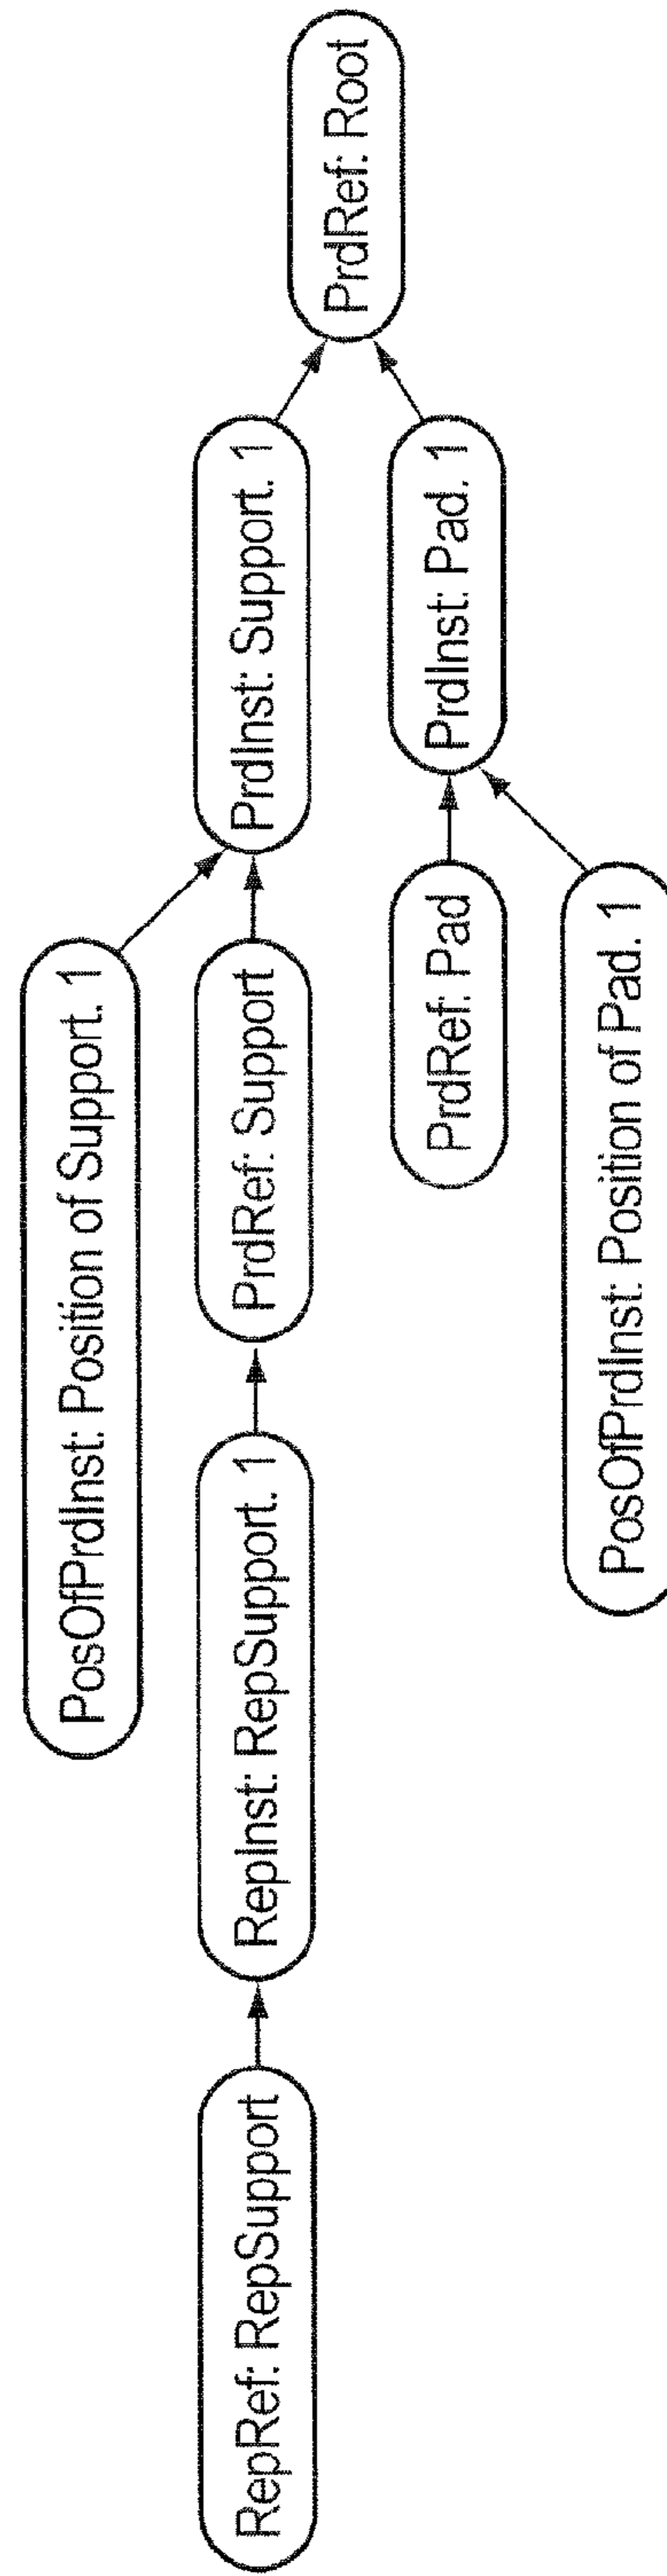 PosOfPrdInst: Position of Support. 1
RepRef: RepSupport
RepInst: RepSupport. 1
PrdRef: Support
PrdInst: Support. 1
PrdRef: Root
PrdRef: Pad
PrdInst: Pad. 1
PosOfPrdInst: Position of Pad. 1